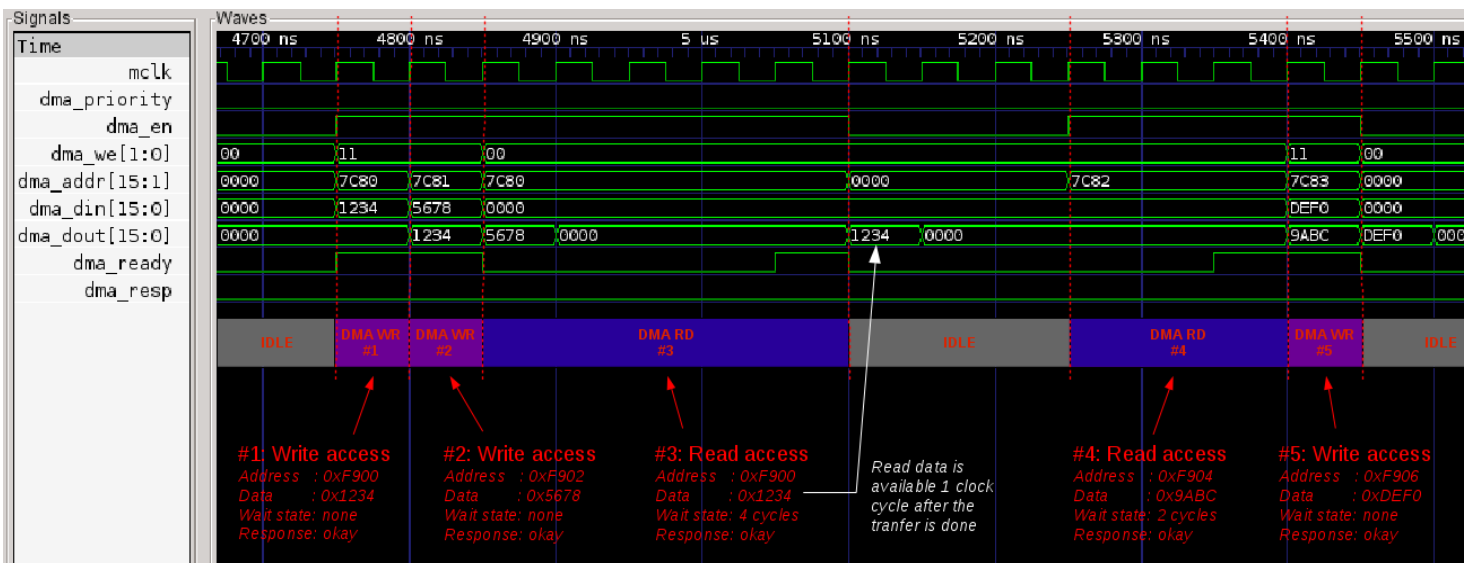 Signals
Waves
Time
4700 ns 4800 ns 4900 ns 5 us 5100 ns 5200 ns 5300 ns 5400 ns 5500 ns
mclk
dma_priority
dma_en
dma_we[1:0] 00 11 00 11 00
dma_addr[15:1] 0000 7C80 7C81 7C80 0000 7C82 7C83 0000
dma_din[15:0] 0000 1234 5678 0000 DEF0 0000
dma_dout[15:0] 0000 1234 5678 0000 1234 0000 9ABC DEF0 000
dma_ready
dma_resp
IDLE DMA WR #1 DMA WR #2 DMA RD #3 IDLE DMA RD #4 DMA WR #5 IDLE
#1: Write access
Address : 0xF900
Data : 0x1234
Wait state: none
Response: okay
#2: Write access
Address : 0xF902
Data : 0x5678
Wait state: none
Response: okay
#3: Read access
Address : 0xF900
Data : 0x1234
Wait state: 4 cycles
Response: okay
Read data is
available 1 clock
cycle after the
tranfer is done
#4: Read access
Address : 0xF904
Data : 0x9ABC
Wait state: 2 cycles
Response: okay
#5: Write access
Address : 0xF906
Data : 0xDEF0
Wait state: none
Response: okay